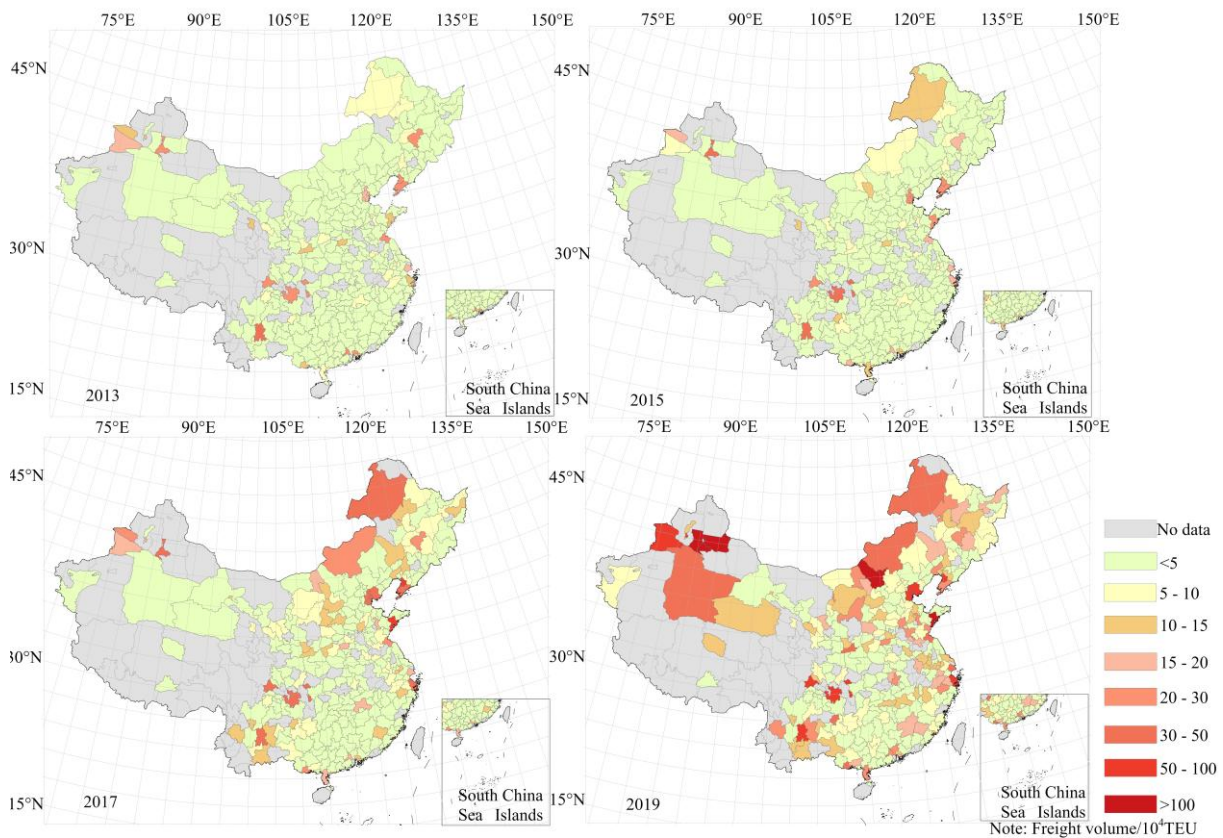 75°E 90°E 105°E 120°E 135°E 150°E
75°E 90°E 105°E 120°E 135°E 150°E
45°N
30°N
15°N
2013
South China
Sea Islands
45°N
30°N
15°N
2015
South China
Sea Islands
75°E 90°E 105°E 120°E 135°E 150°E
75°E 90°E 105°E 120°E 135°E 150°E
45°N
30°N
15°N
2017
South China
Sea Islands
45°N
30°N
15°N
2019
South China
Sea Islands
No data
<5
5 - 10
10 - 15
15 - 20
20 - 30
30 - 50
50 - 100
>100
Note: Freight volume/10⁴TEU